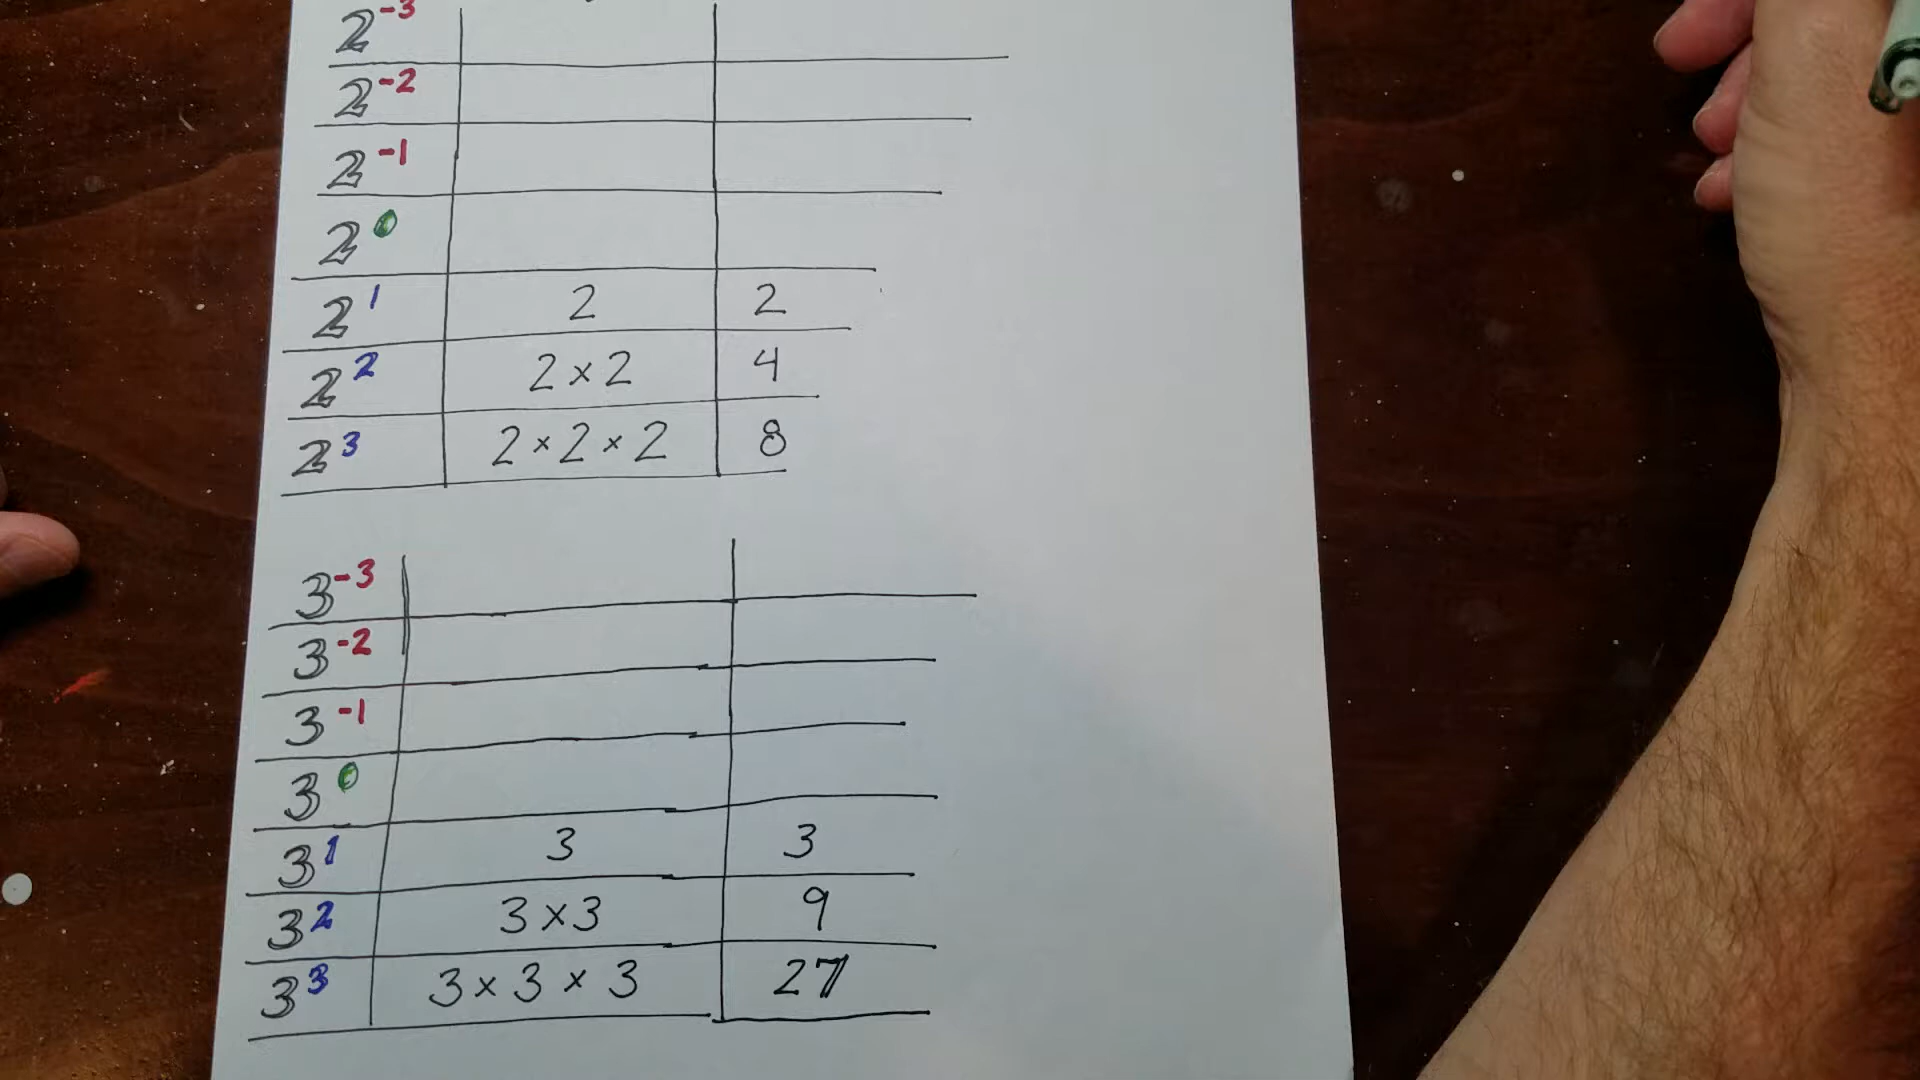 2⁻³
2⁻²
2⁻¹
2⁰
2¹ 2 2
2² 2 × 2 4
2³ 2 × 2 × 2 8
3⁻³
3⁻²
3⁻¹
3⁰
3¹ 3 3
3² 3 × 3 9
3³ 3 × 3 × 3 27